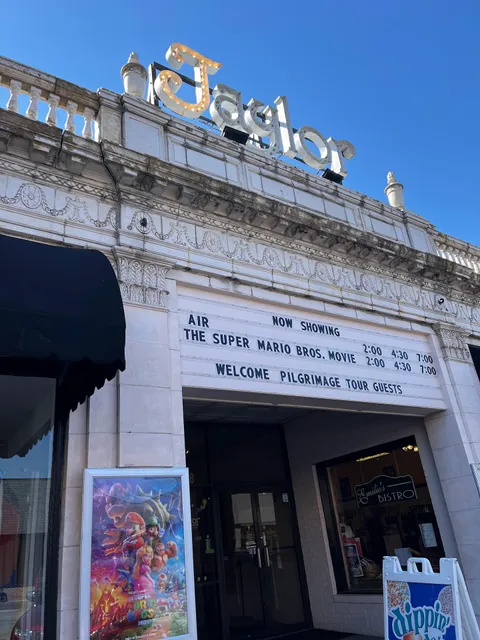 Taylor
NOW SHOWING
AIR 2:00 4:30 7:00
THE SUPER MARIO BROS. MOVIE 2:00 4:30 7:00
WELCOME PILGRIMAGE TOUR GUESTS
Emilio's
BISTRO
dippin'